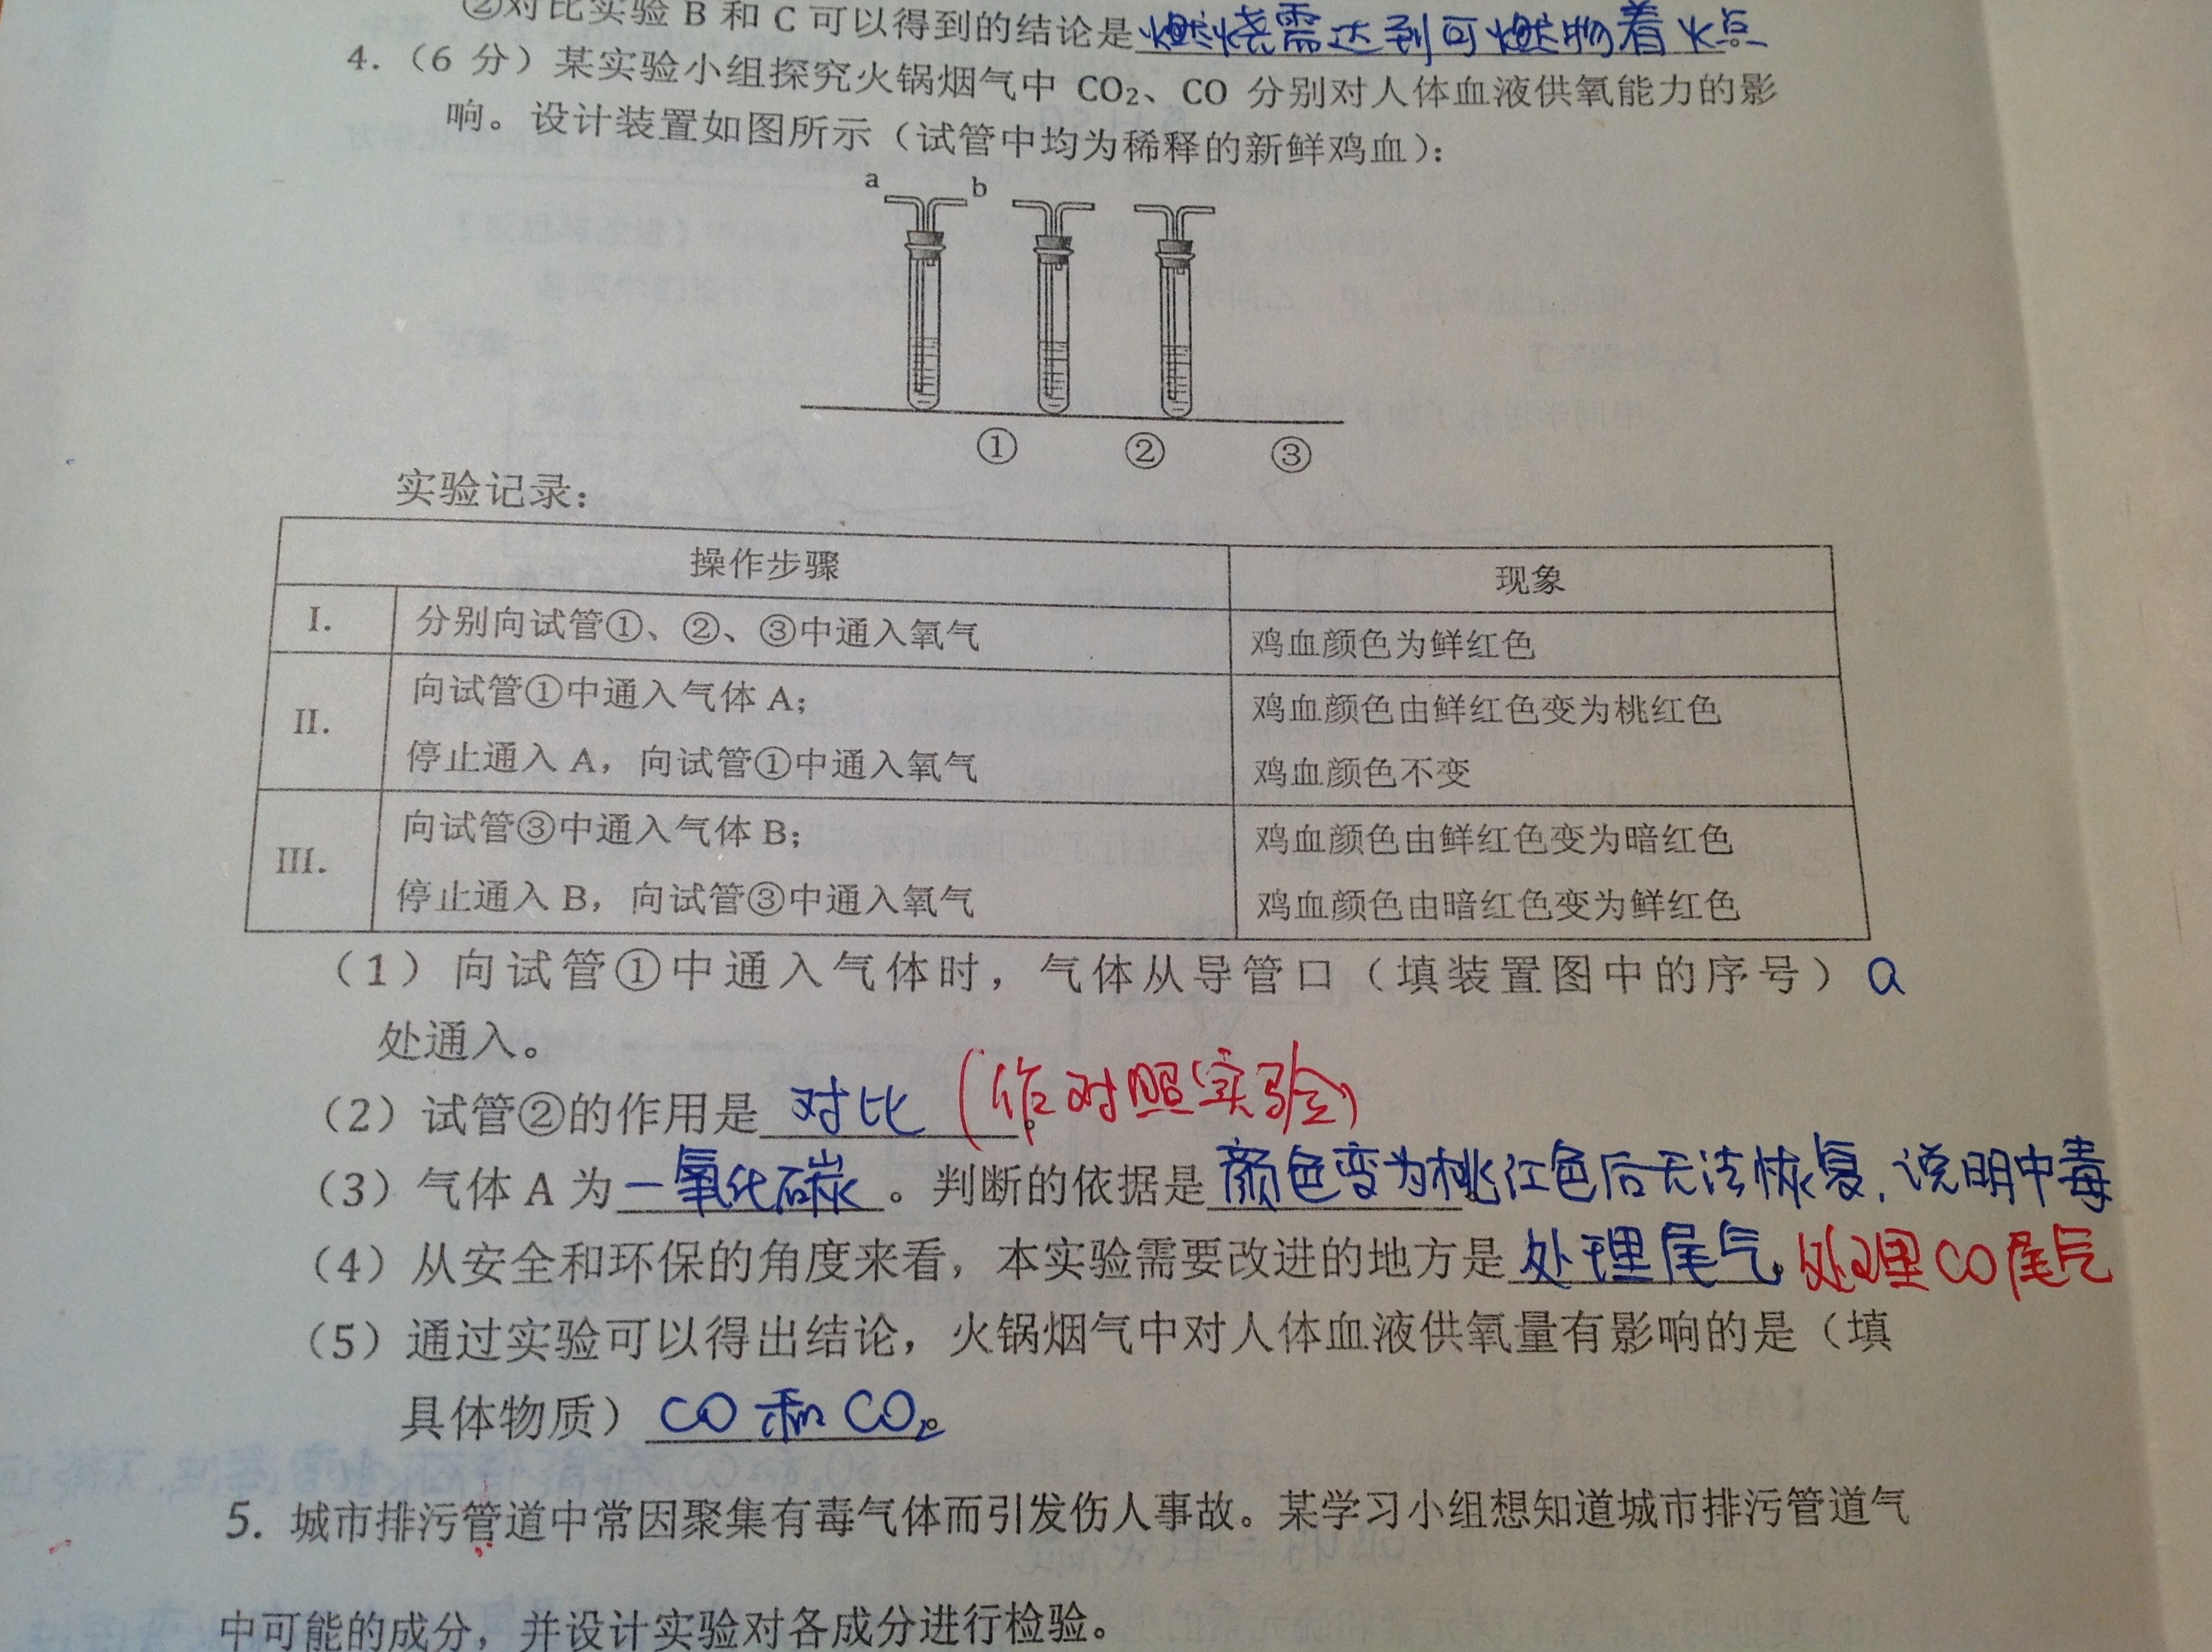 ②对比实验 B 和 C 可以得到的结论是燃烧需达到可燃物着火点
4.（6 分）某实验小组探究火锅烟气中 CO₂、CO 分别对人体血液供氧能力的影
响。设计装置如图所示（试管中均为稀释的新鲜鸡血）：
a b
① ② ③
实验记录：
操作步骤 现象
I. 分别向试管①、②、③中通入氧气 鸡血颜色为鲜红色
向试管①中通入气体 A； 鸡血颜色由鲜红色变为桃红色
II.
停止通入 A，向试管①中通入氧气 鸡血颜色不变
向试管③中通入气体 B； 鸡血颜色由鲜红色变为暗红色
III.
停止通入 B，向试管③中通入氧气 鸡血颜色由暗红色变为鲜红色
（1）向试管①中通入气体时，气体从导管口（填装置图中的序号）a
处通入。
（2）试管②的作用是 对比 （作对照实验）。
（3）气体 A 为一氧化碳。判断的依据是颜色变为桃红色后无法恢复，说明中毒
（4）从安全和环保的角度来看，本实验需要改进的地方是处理尾气。处理CO尾气
（5）通过实验可以得出结论，火锅烟气中对人体血液供氧量有影响的是（填
具体物质）CO 和 CO₂。
5. 城市排污管道中常因聚集有毒气体而引发伤人事故。某学习小组想知道城市排污管道气
中可能的成分，并设计实验对各成分进行检验。